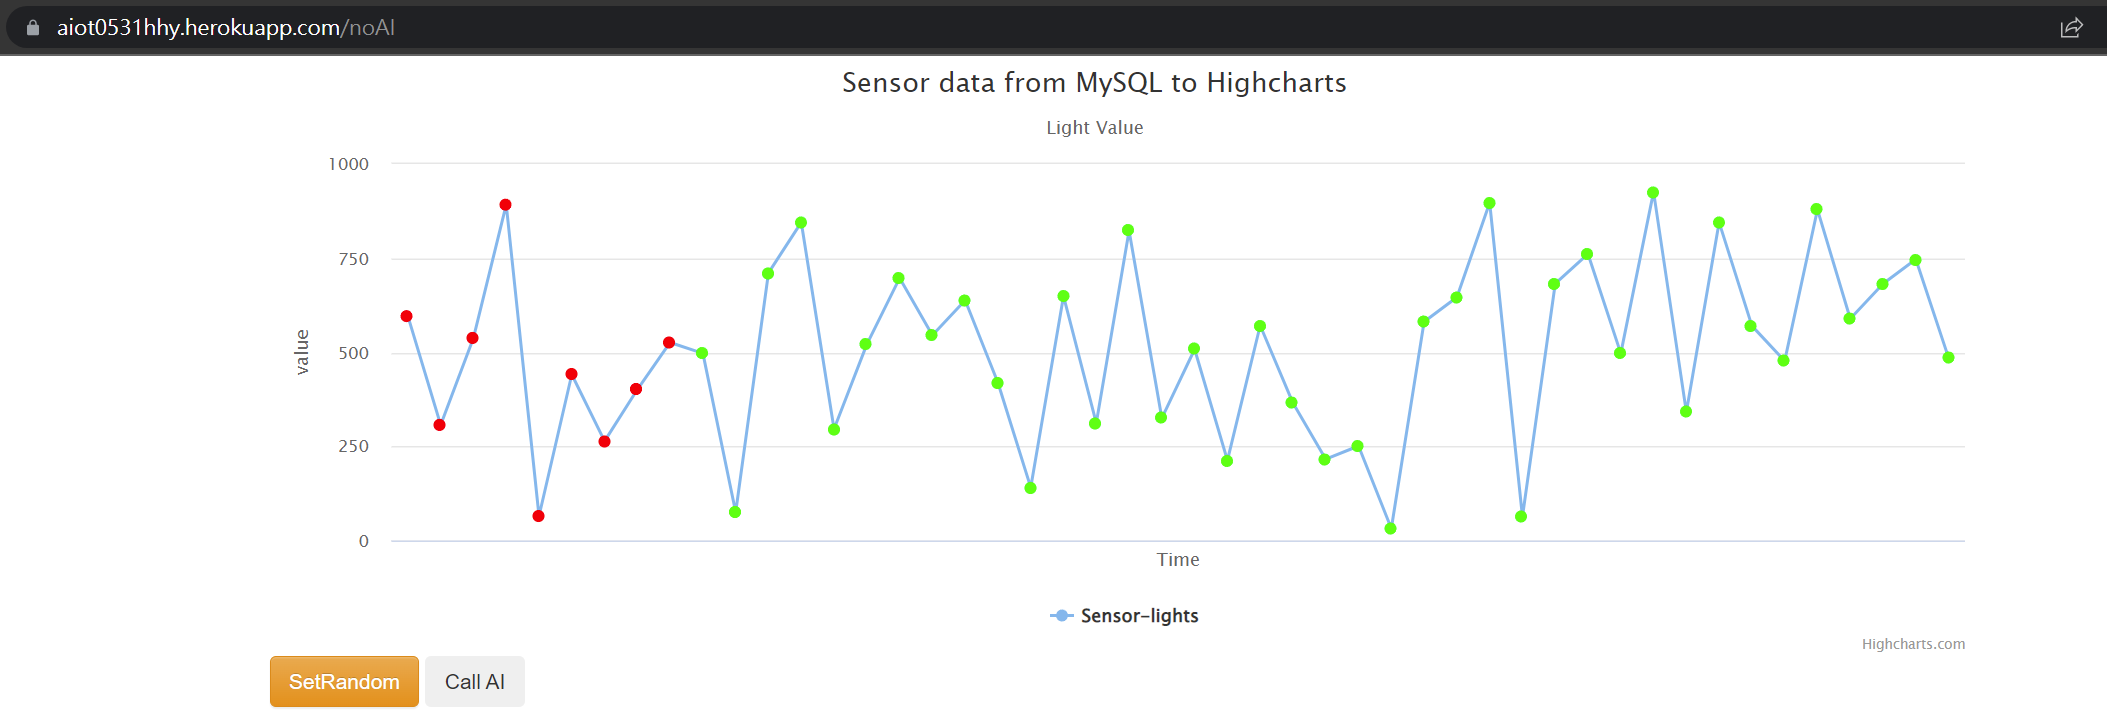 aiot0531hhy.herokuapp.com/noAI
Sensor data from MySQL to Highcharts
Light Value
1000
750
500
250
0
value
Time
Sensor-lights
Highcharts.com
SetRandom
Call AI